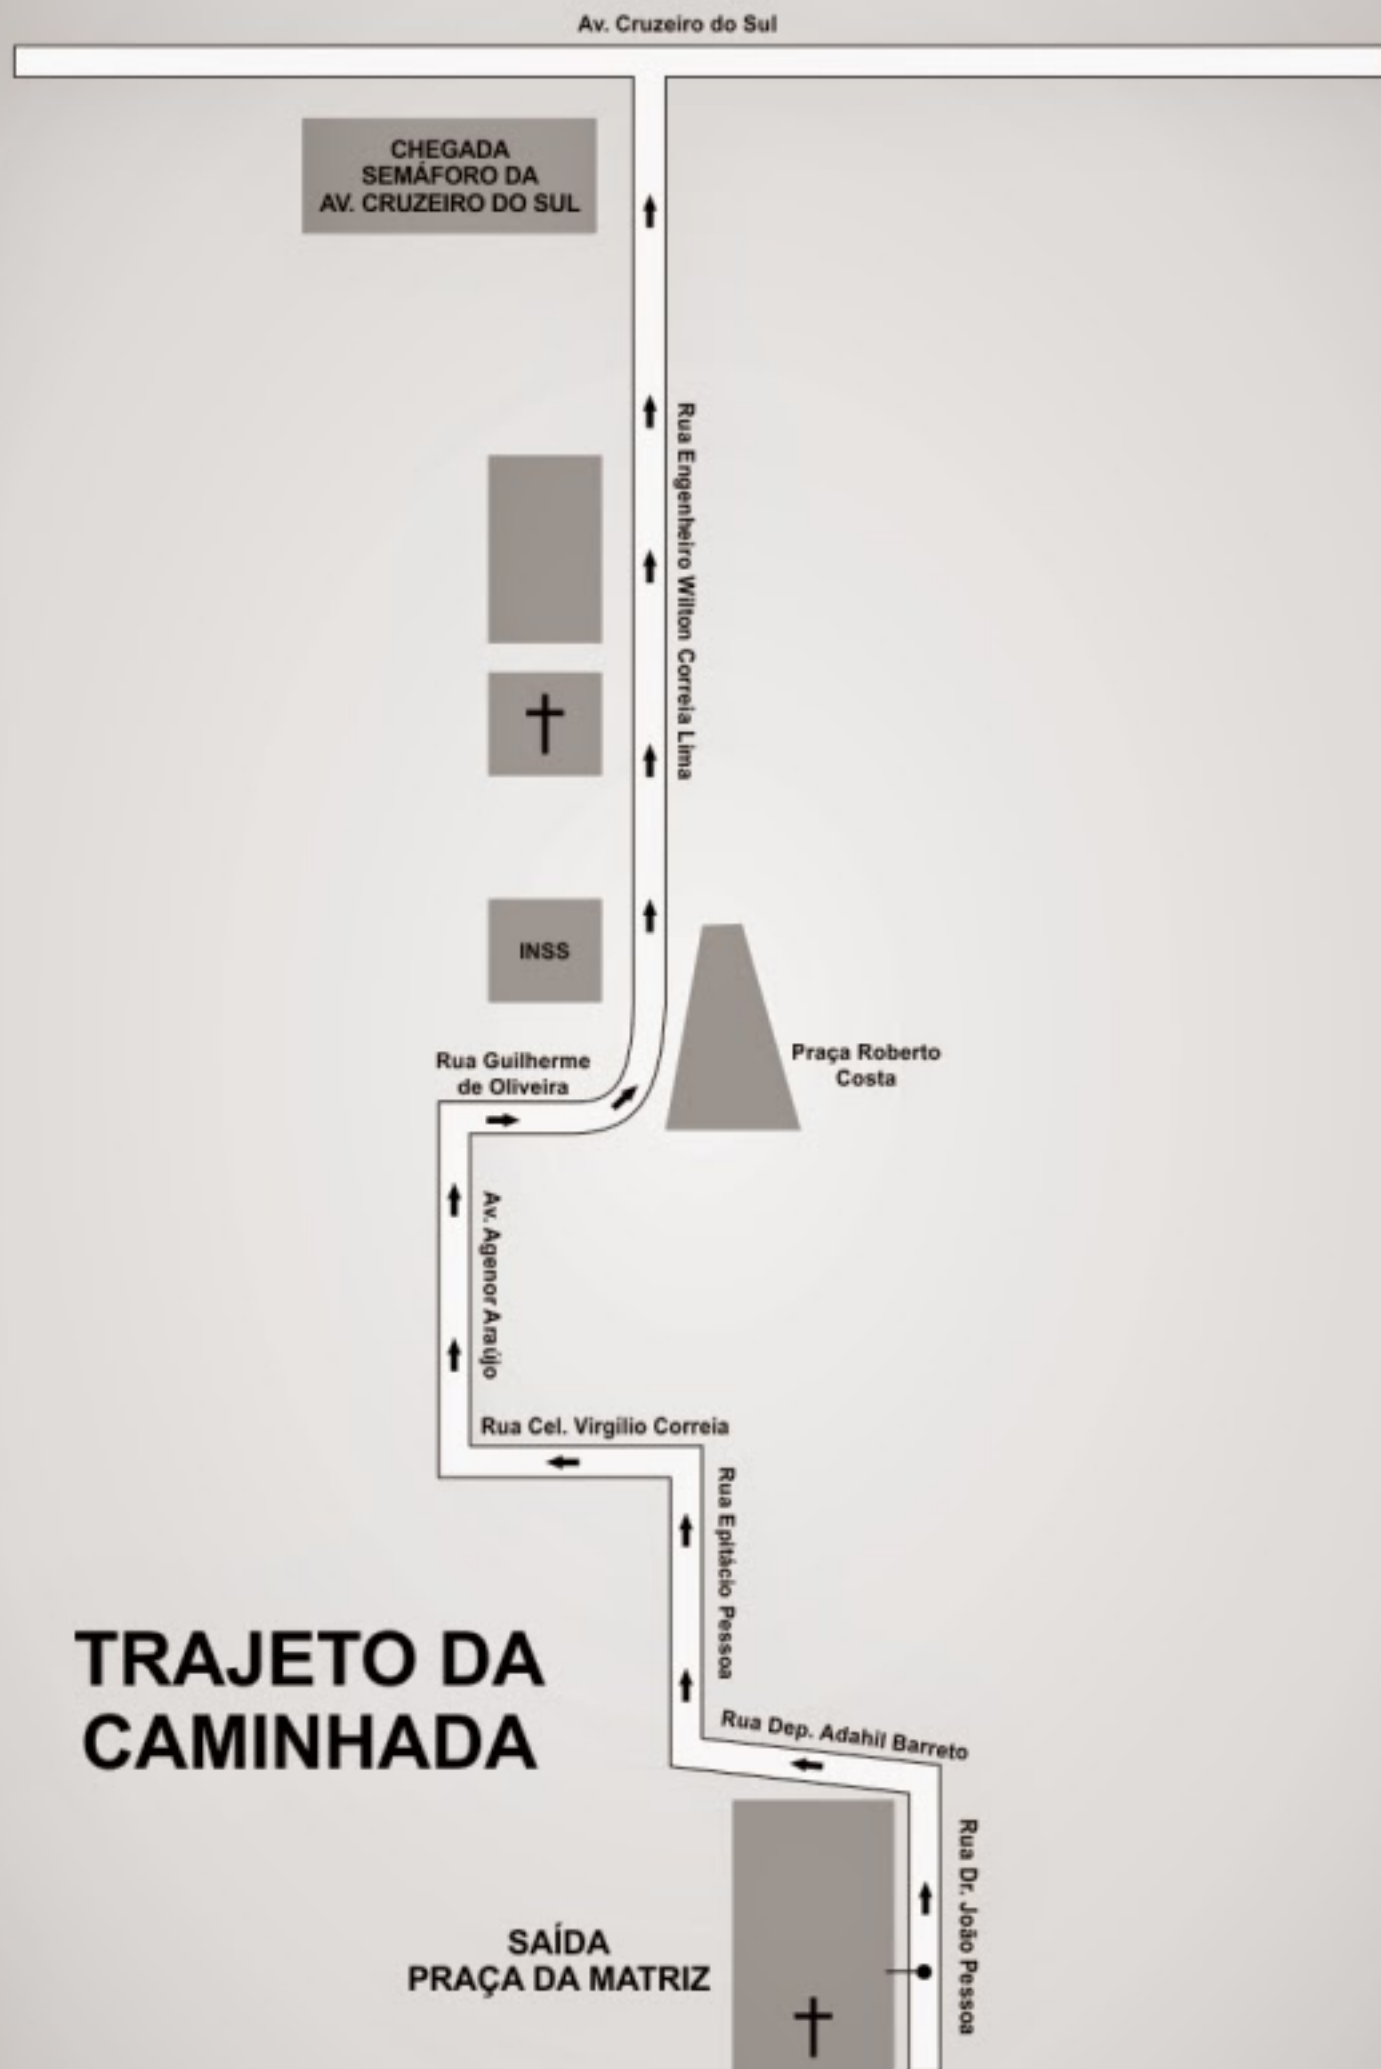 Av. Cruzeiro do Sul
CHEGADA
SEMÁFORO DA
AV. CRUZEIRO DO SUL
Rua Engenheiro Wilton Correia Lima
INSS
Rua Guilherme
de Oliveira
Praça Roberto
Costa
Av. Agenor Araújo
Rua Cel. Virgílio Correia
Rua Epitácio Pessoa
TRAJETO DA
CAMINHADA
Rua Dep. Adahil Barreto
Rua Dr. João Pessoa
SAÍDA
PRAÇA DA MATRIZ